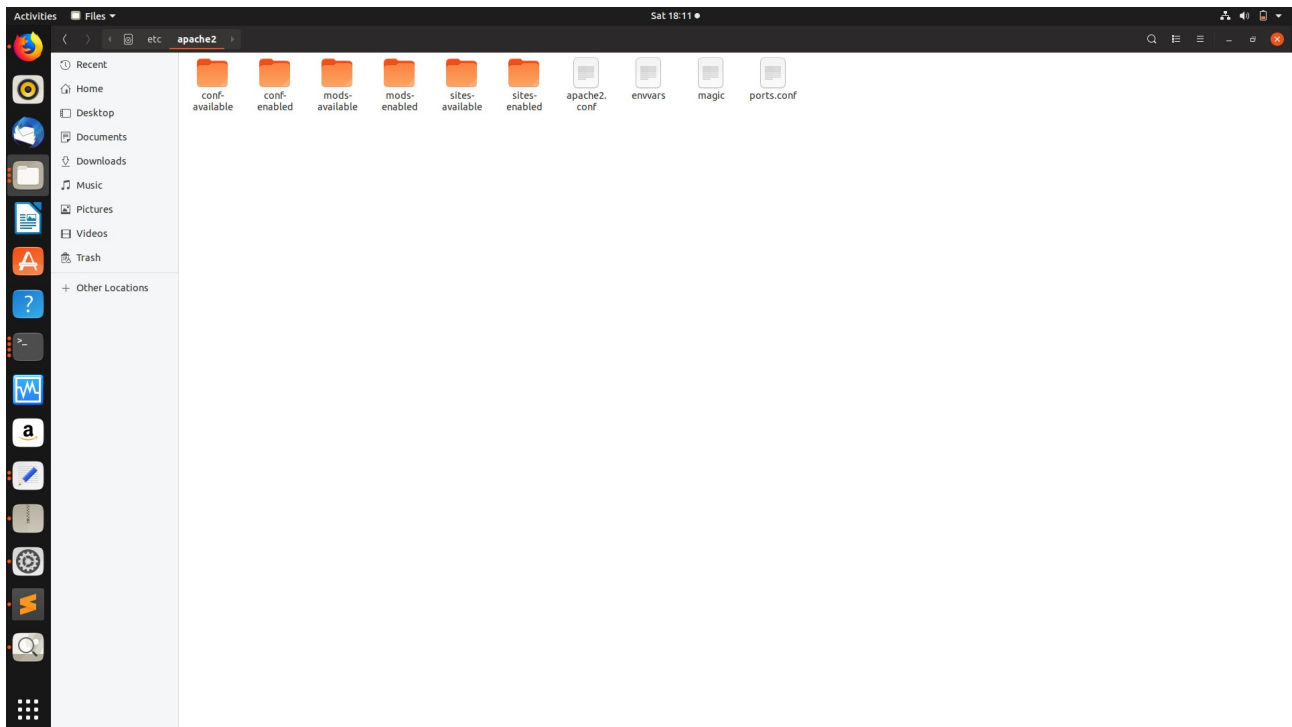 Activities Files Sat 18:11
etc apache2
Recent
Home
Desktop
Documents
Downloads
Music
Pictures
Videos
Trash
Other Locations
conf- conf- mods- mods- sites- sites- apache2. envvars magic ports.conf
available enabled available enabled available enabled conf
>_
a
?